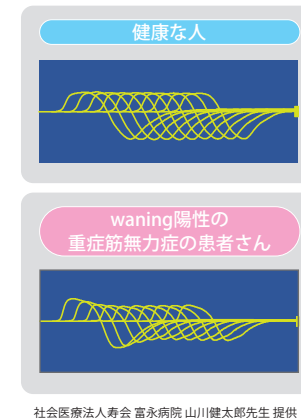 健康な人
waning陽性の
重症筋無力症の患者さん
社会医療法人寿会 富永病院 山川健太郎先生 提供